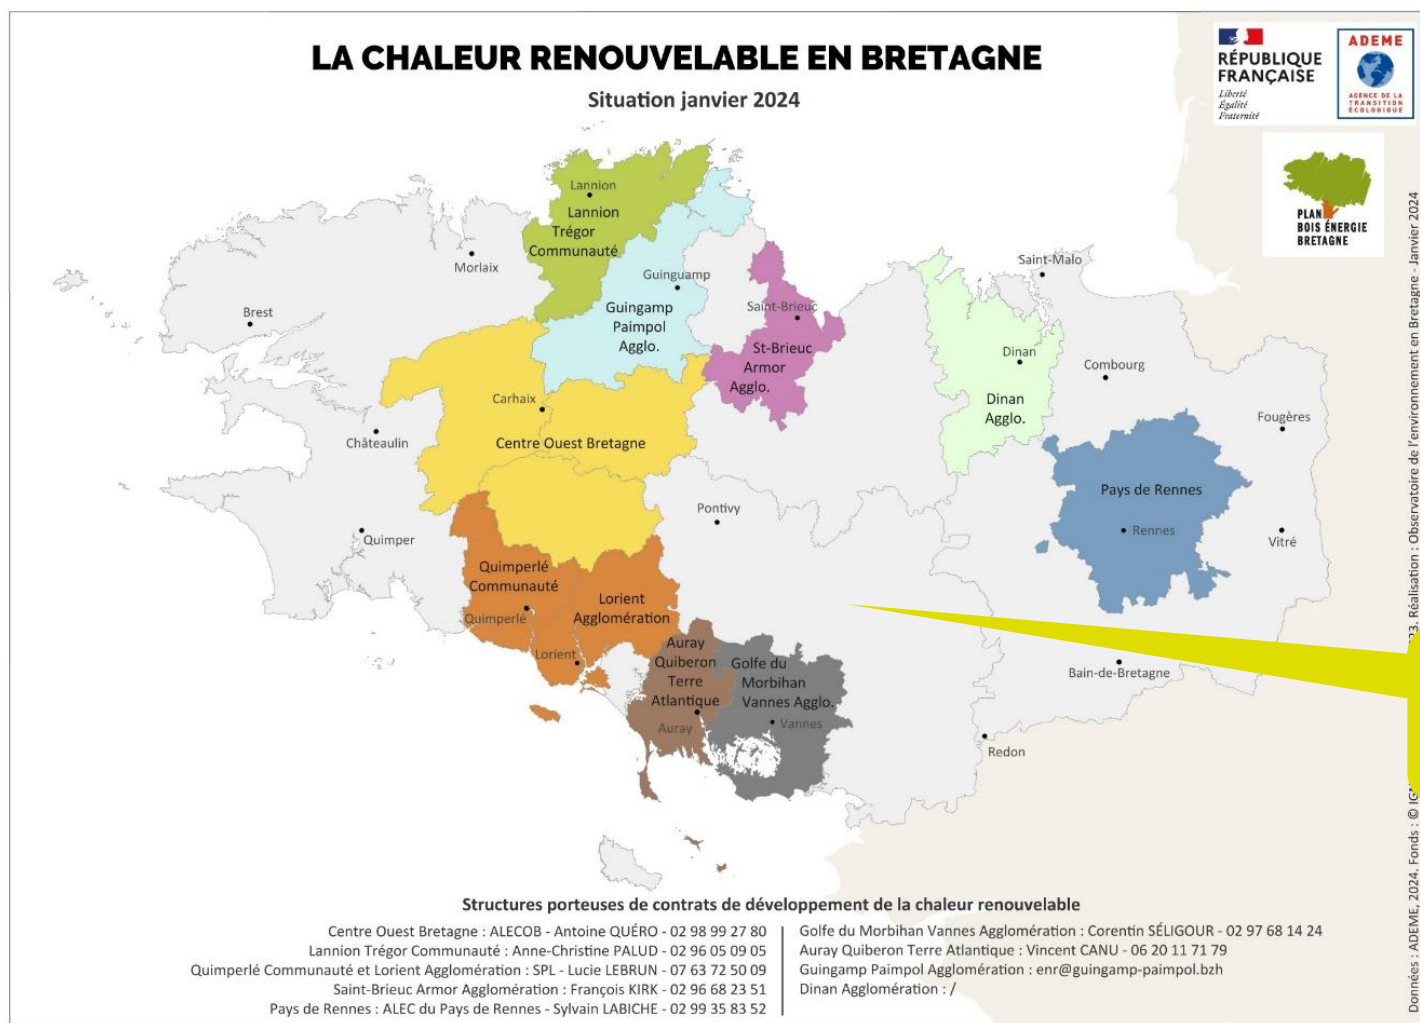 LA CHALEUR RENOUVELABLE EN BRETAGNE
Situation janvier 2024
RÉPUBLIQUE
FRANÇAISE
Liberté
Égalité
Fraternité
ADEME
AGENCE DE LA
TRANSITION
ÉCOLOGIQUE
PLAN
BOIS ÉNERGIE
BRETAGNE
Lannion
Lannion
Trégor
Communauté
Morlaix
Guinguamp
Guingamp
Paimpol
Agglo.
Saint-Brieuc
St-Brieuc
Armor
Agglo.
Saint-Malo
Brest
Dinan
Dinan
Agglo.
Combourg
Fougères
Carhaix
Centre Ouest Bretagne
Châteaulin
Pays de Rennes
Rennes
Vitré
Pontivy
Quimper
Quimperlé
Communauté
Quimperlé
Lorient
Agglomération
Lorient
Auray
Quiberon
Terre
Atlantique
Auray
Golfe du
Morbihan
Vannes Agglo.
Vannes
Bain-de-Bretagne
Redon
Structures porteuses de contrats de développement de la chaleur renouvelable
Centre Ouest Bretagne : ALECOB - Antoine QUÉRO - 02 98 99 27 80
Lannion Trégor Communauté : Anne-Christine PALUD - 02 96 05 09 05
Quimperlé Communauté et Lorient Agglomération : SPL - Lucie LEBRUN - 07 63 72 50 09
Saint-Brieuc Armor Agglomération : François KIRK - 02 96 68 23 51
Pays de Rennes : ALEC du Pays de Rennes - Sylvain LABICHE - 02 99 35 83 52
Golfe du Morbihan Vannes Agglomération : Corentin SÉLIGOUR - 02 97 68 14 24
Auray Quiberon Terre Atlantique : Vincent CANU - 06 20 11 71 79
Guingamp Paimpol Agglomération : enr@guingamp-paimpol.bzh
Dinan Agglomération : /
Données : ADEME, 2024. Fonds : © 23. Réalisation : Observatoire de l'environnement en Bretagne - Janvier 2024